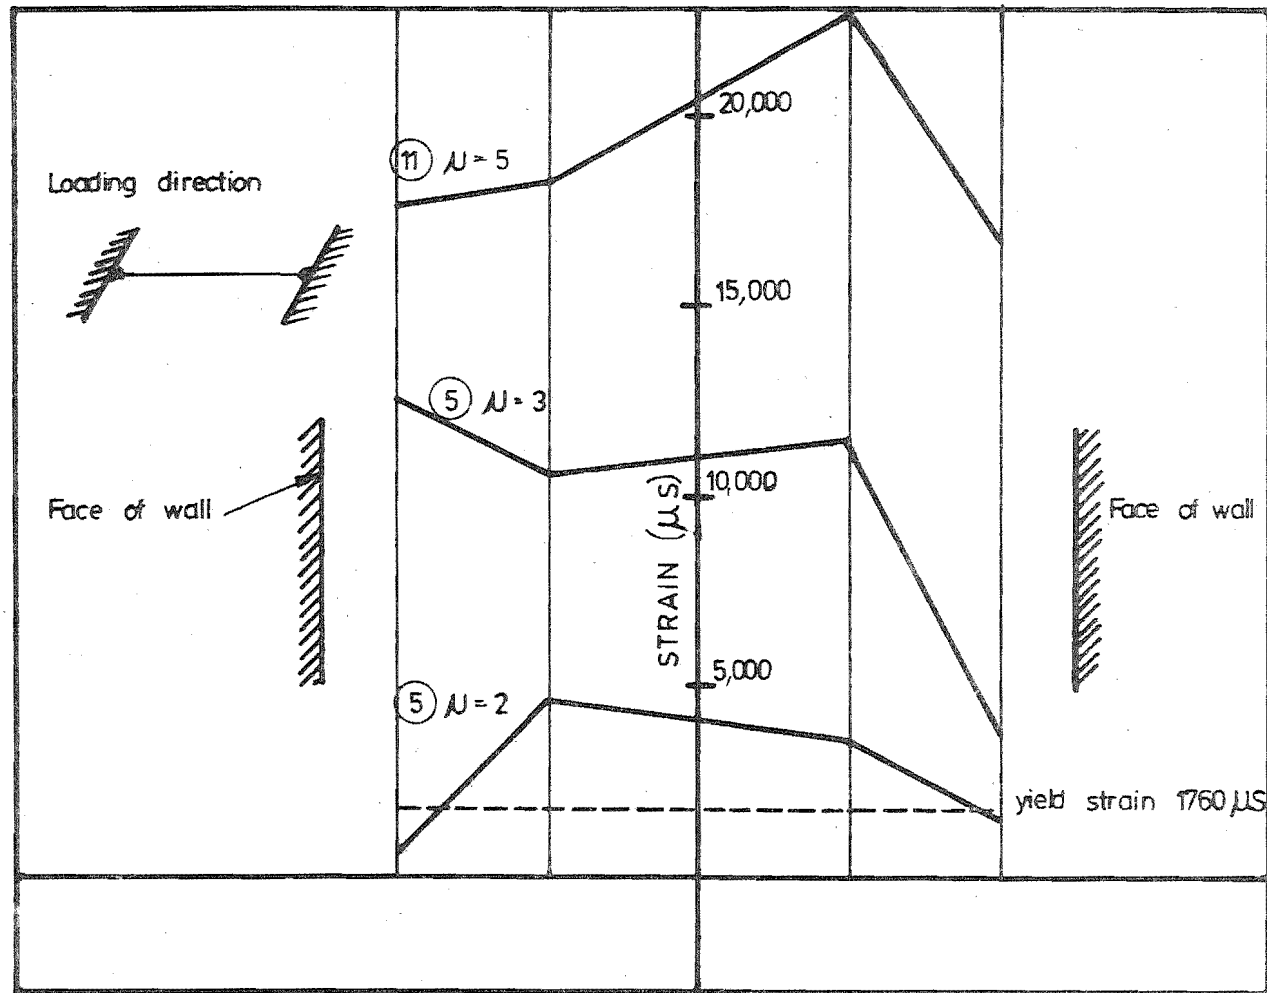 20,000
11 μ = 5
Loading direction
15,000
5 μ = 3
10,000
Face of wall
Face of wall
STRAIN (μS)
5,000
5 μ = 2
yield strain 1760 μS